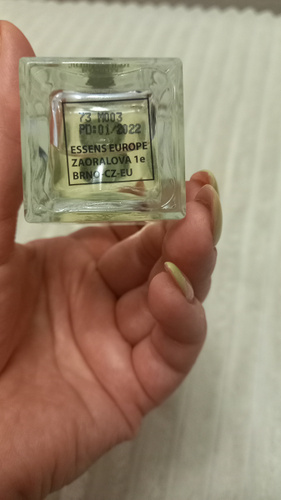 73 M003
PD:01/2022
ESSENS EUROPE
ZAORALOVA 1e
BRNO-CZ-EU